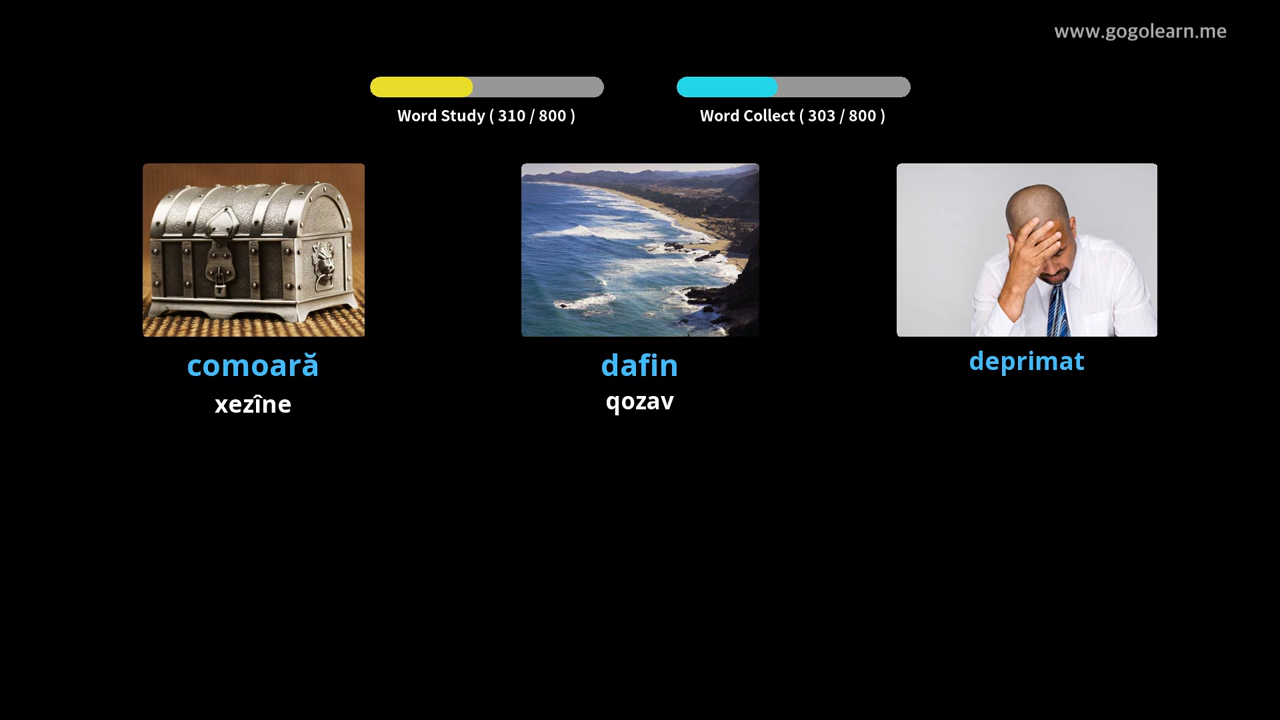 www.gogolearn.me
Word Study ( 310 / 800 )
Word Collect ( 303 / 800 )
comoară
dafin
deprimat
xezîne
qozav